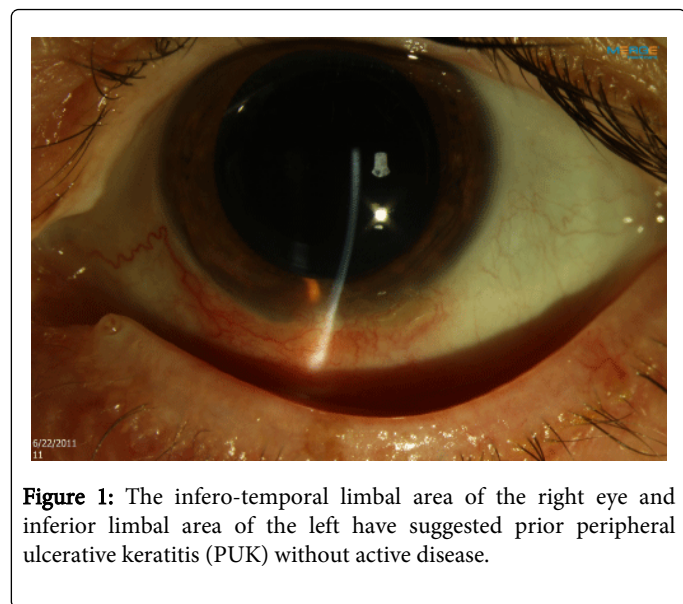 MERGE
6/22/2011
11
Figure 1: The infero-temporal limbal area of the right eye and
inferior limbal area of the left have suggested prior peripheral
ulcerative keratitis (PUK) without active disease.